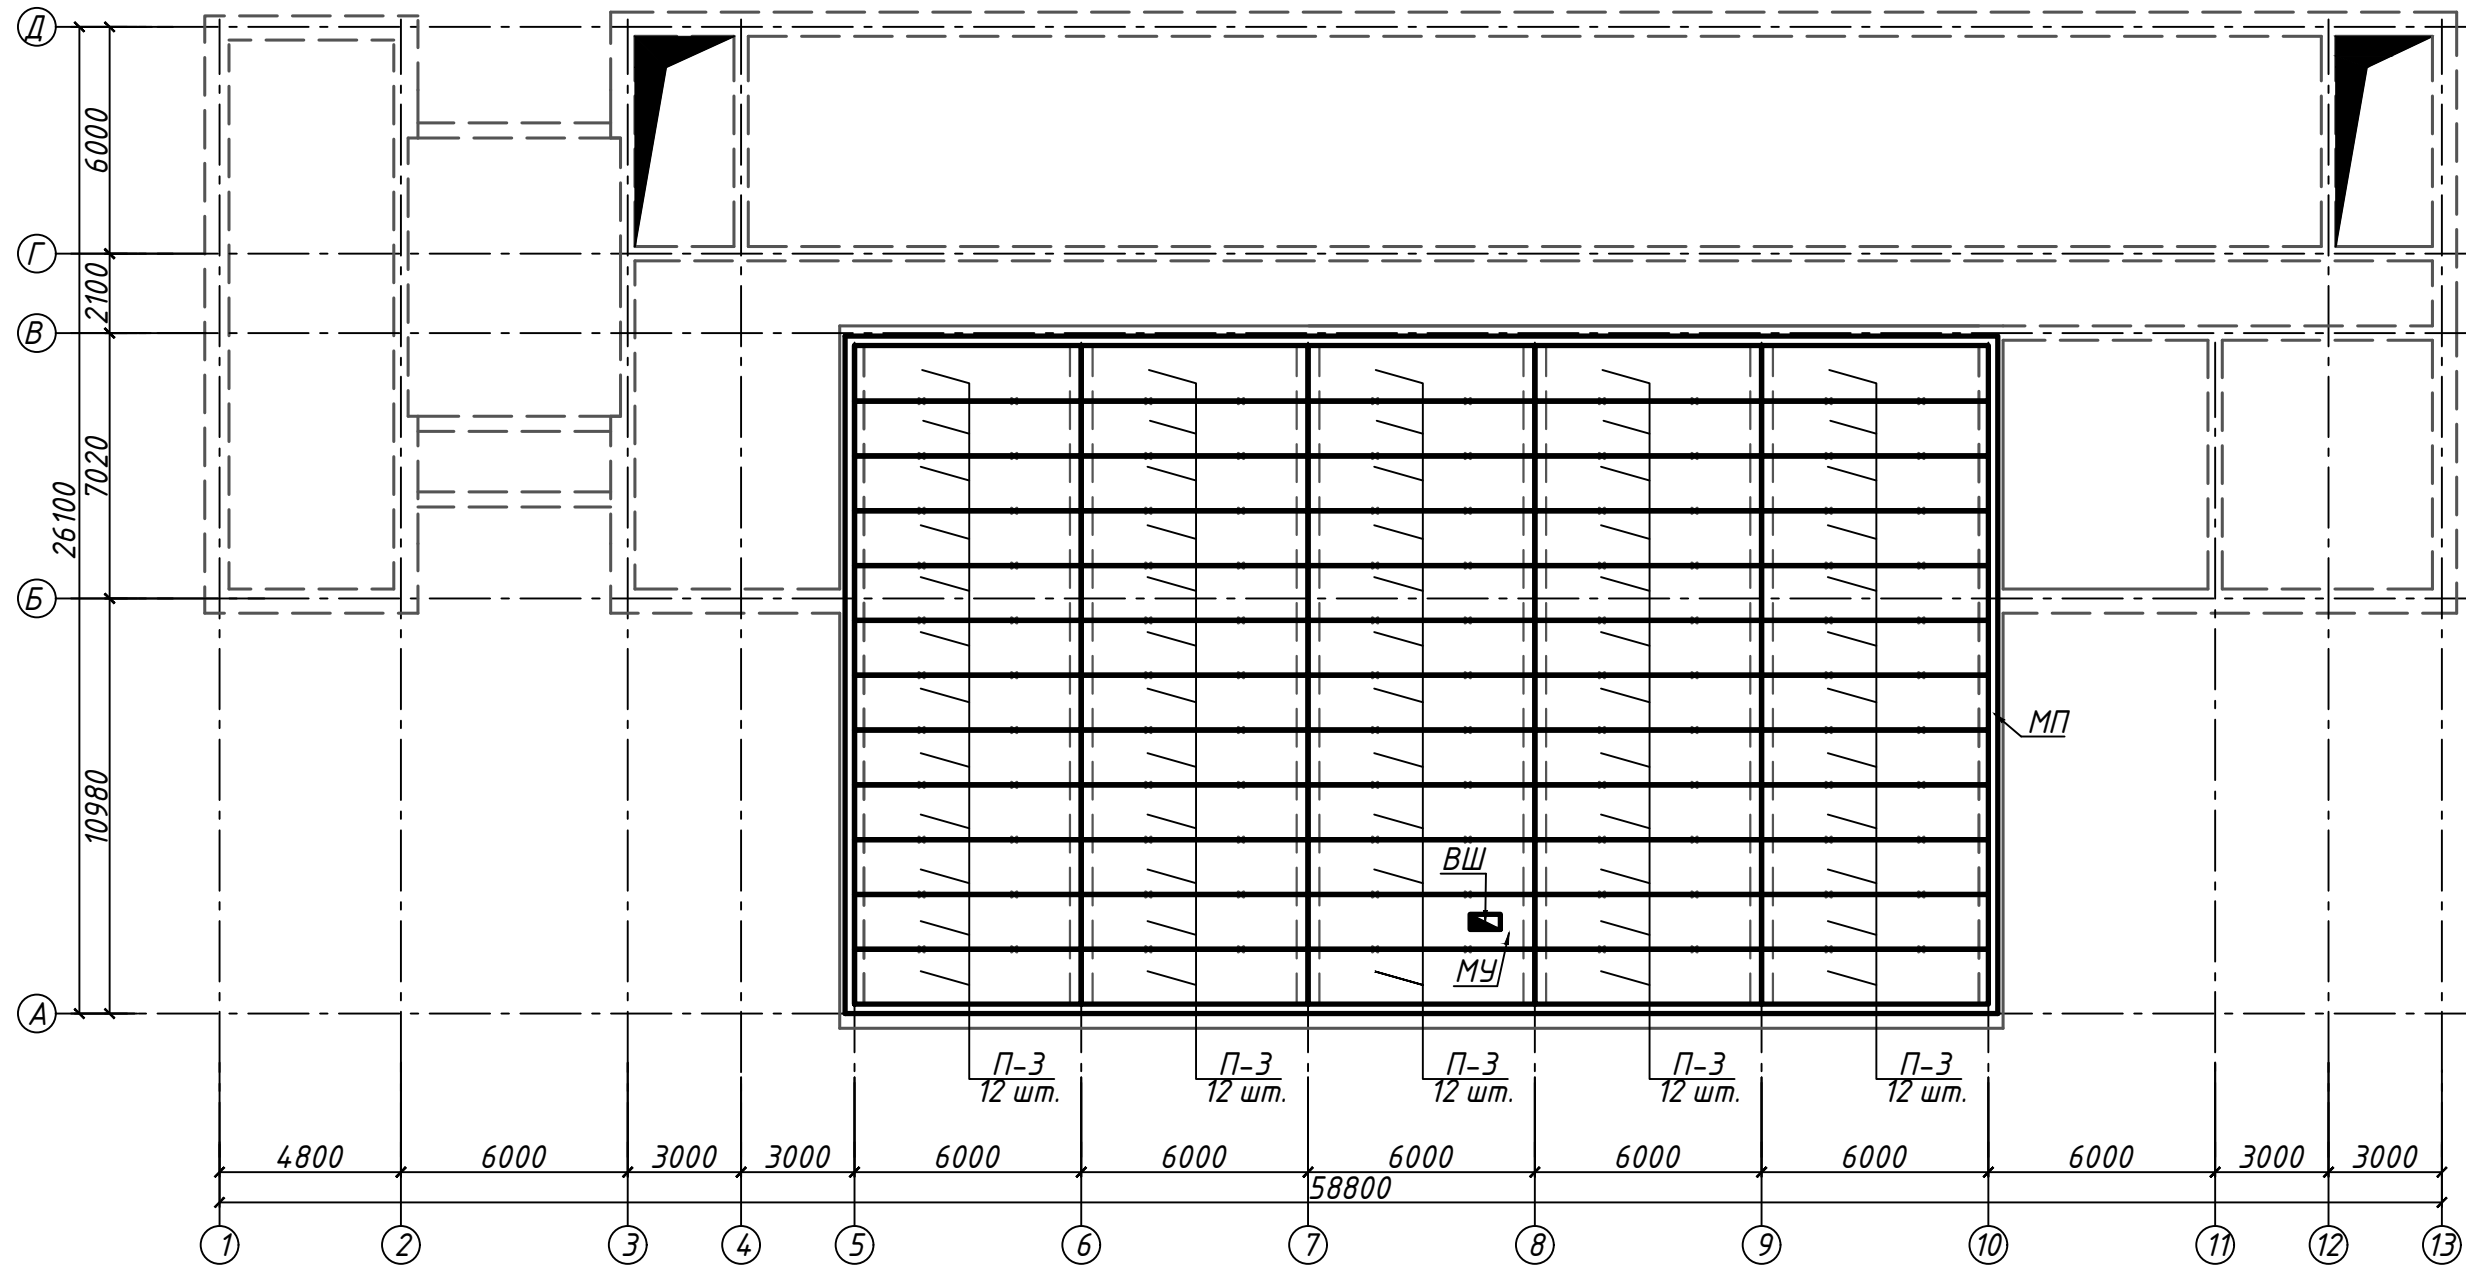 Д
6000
Г
2100
В
7020
26100
Б
10980
А
МП
ВШ
МУ
П-3
12 шт.
П-3
12 шт.
П-3
12 шт.
П-3
12 шт.
П-3
12 шт.
4800 6000 3000 3000 6000 6000 6000 6000 6000 6000 3000 3000
58800
1 2 3 4 5 6 7 8 9 10 11 12 13